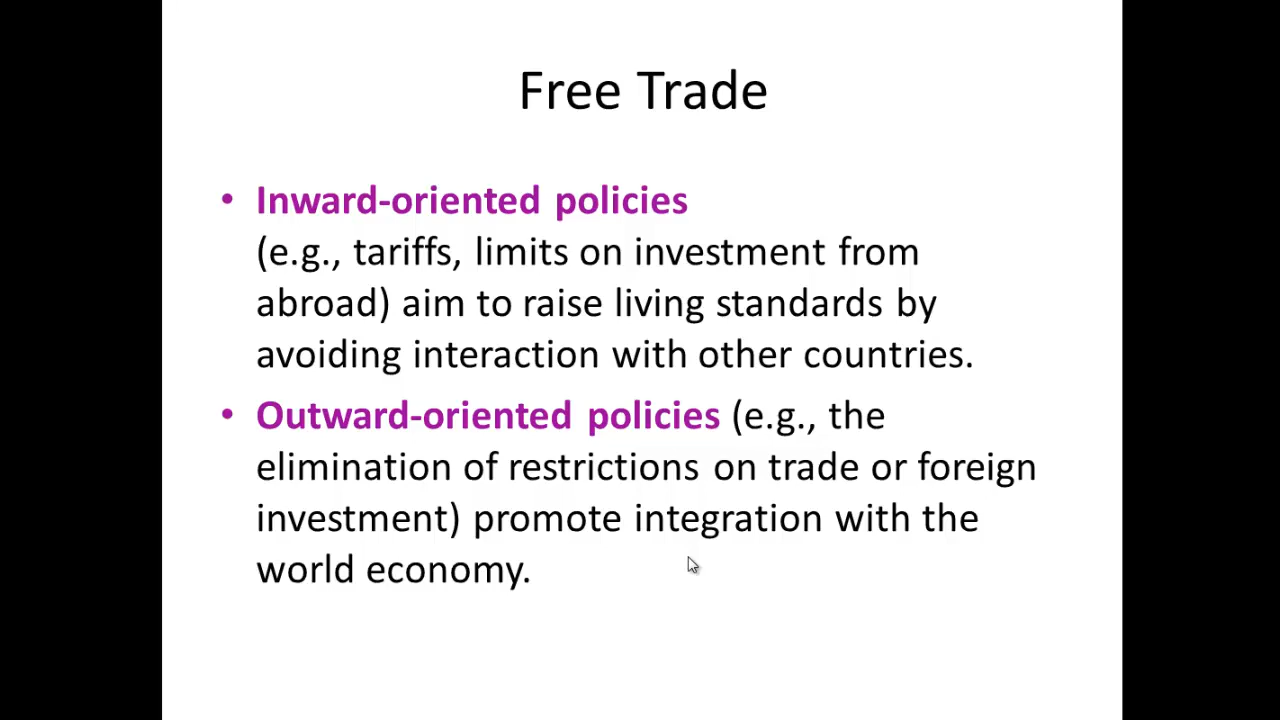 Free Trade
• Inward-oriented policies
(e.g., tariffs, limits on investment from
abroad) aim to raise living standards by
avoiding interaction with other countries.
• Outward-oriented policies (e.g., the
elimination of restrictions on trade or foreign
investment) promote integration with the
world economy.